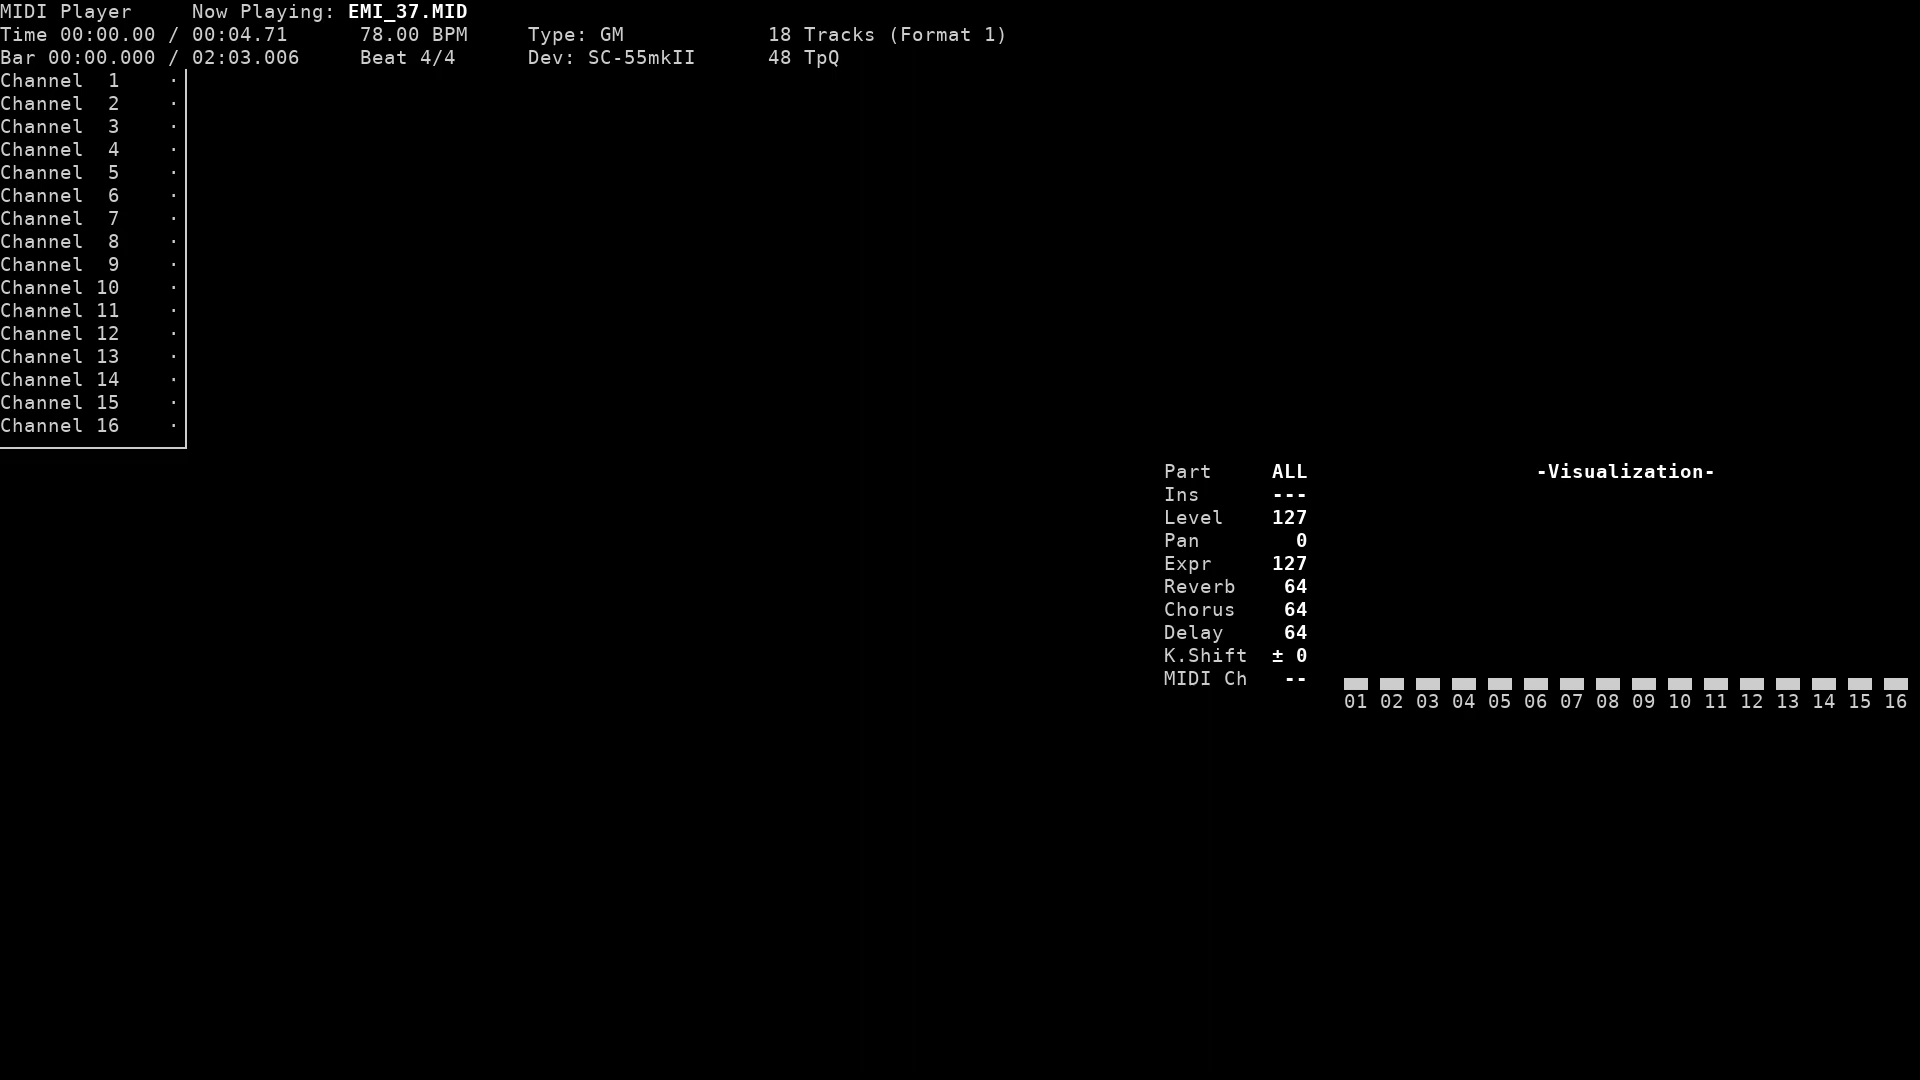 MIDI Player     Now Playing: EMI_37.MID
Time 00:00.00 / 00:04.71      78.00 BPM     Type: GM            18 Tracks (Format 1)
Bar 00:00.000 / 02:03.006     Beat 4/4      Dev: SC-55mkII      48 TpQ
Channel  1    ·
Channel  2    ·
Channel  3    ·
Channel  4    ·
Channel  5    ·
Channel  6    ·
Channel  7    ·
Channel  8    ·
Channel  9    ·
Channel 10    ·
Channel 11    ·
Channel 12    ·
Channel 13    ·
Channel 14    ·
Channel 15    ·
Channel 16    ·
Part     ALL                   -Visualization-
Ins      ---
Level    127
Pan        0
Expr     127
Reverb    64
Chorus    64
Delay     64
K.Shift  ± 0
MIDI Ch   --
01 02 03 04 05 06 07 08 09 10 11 12 13 14 15 16